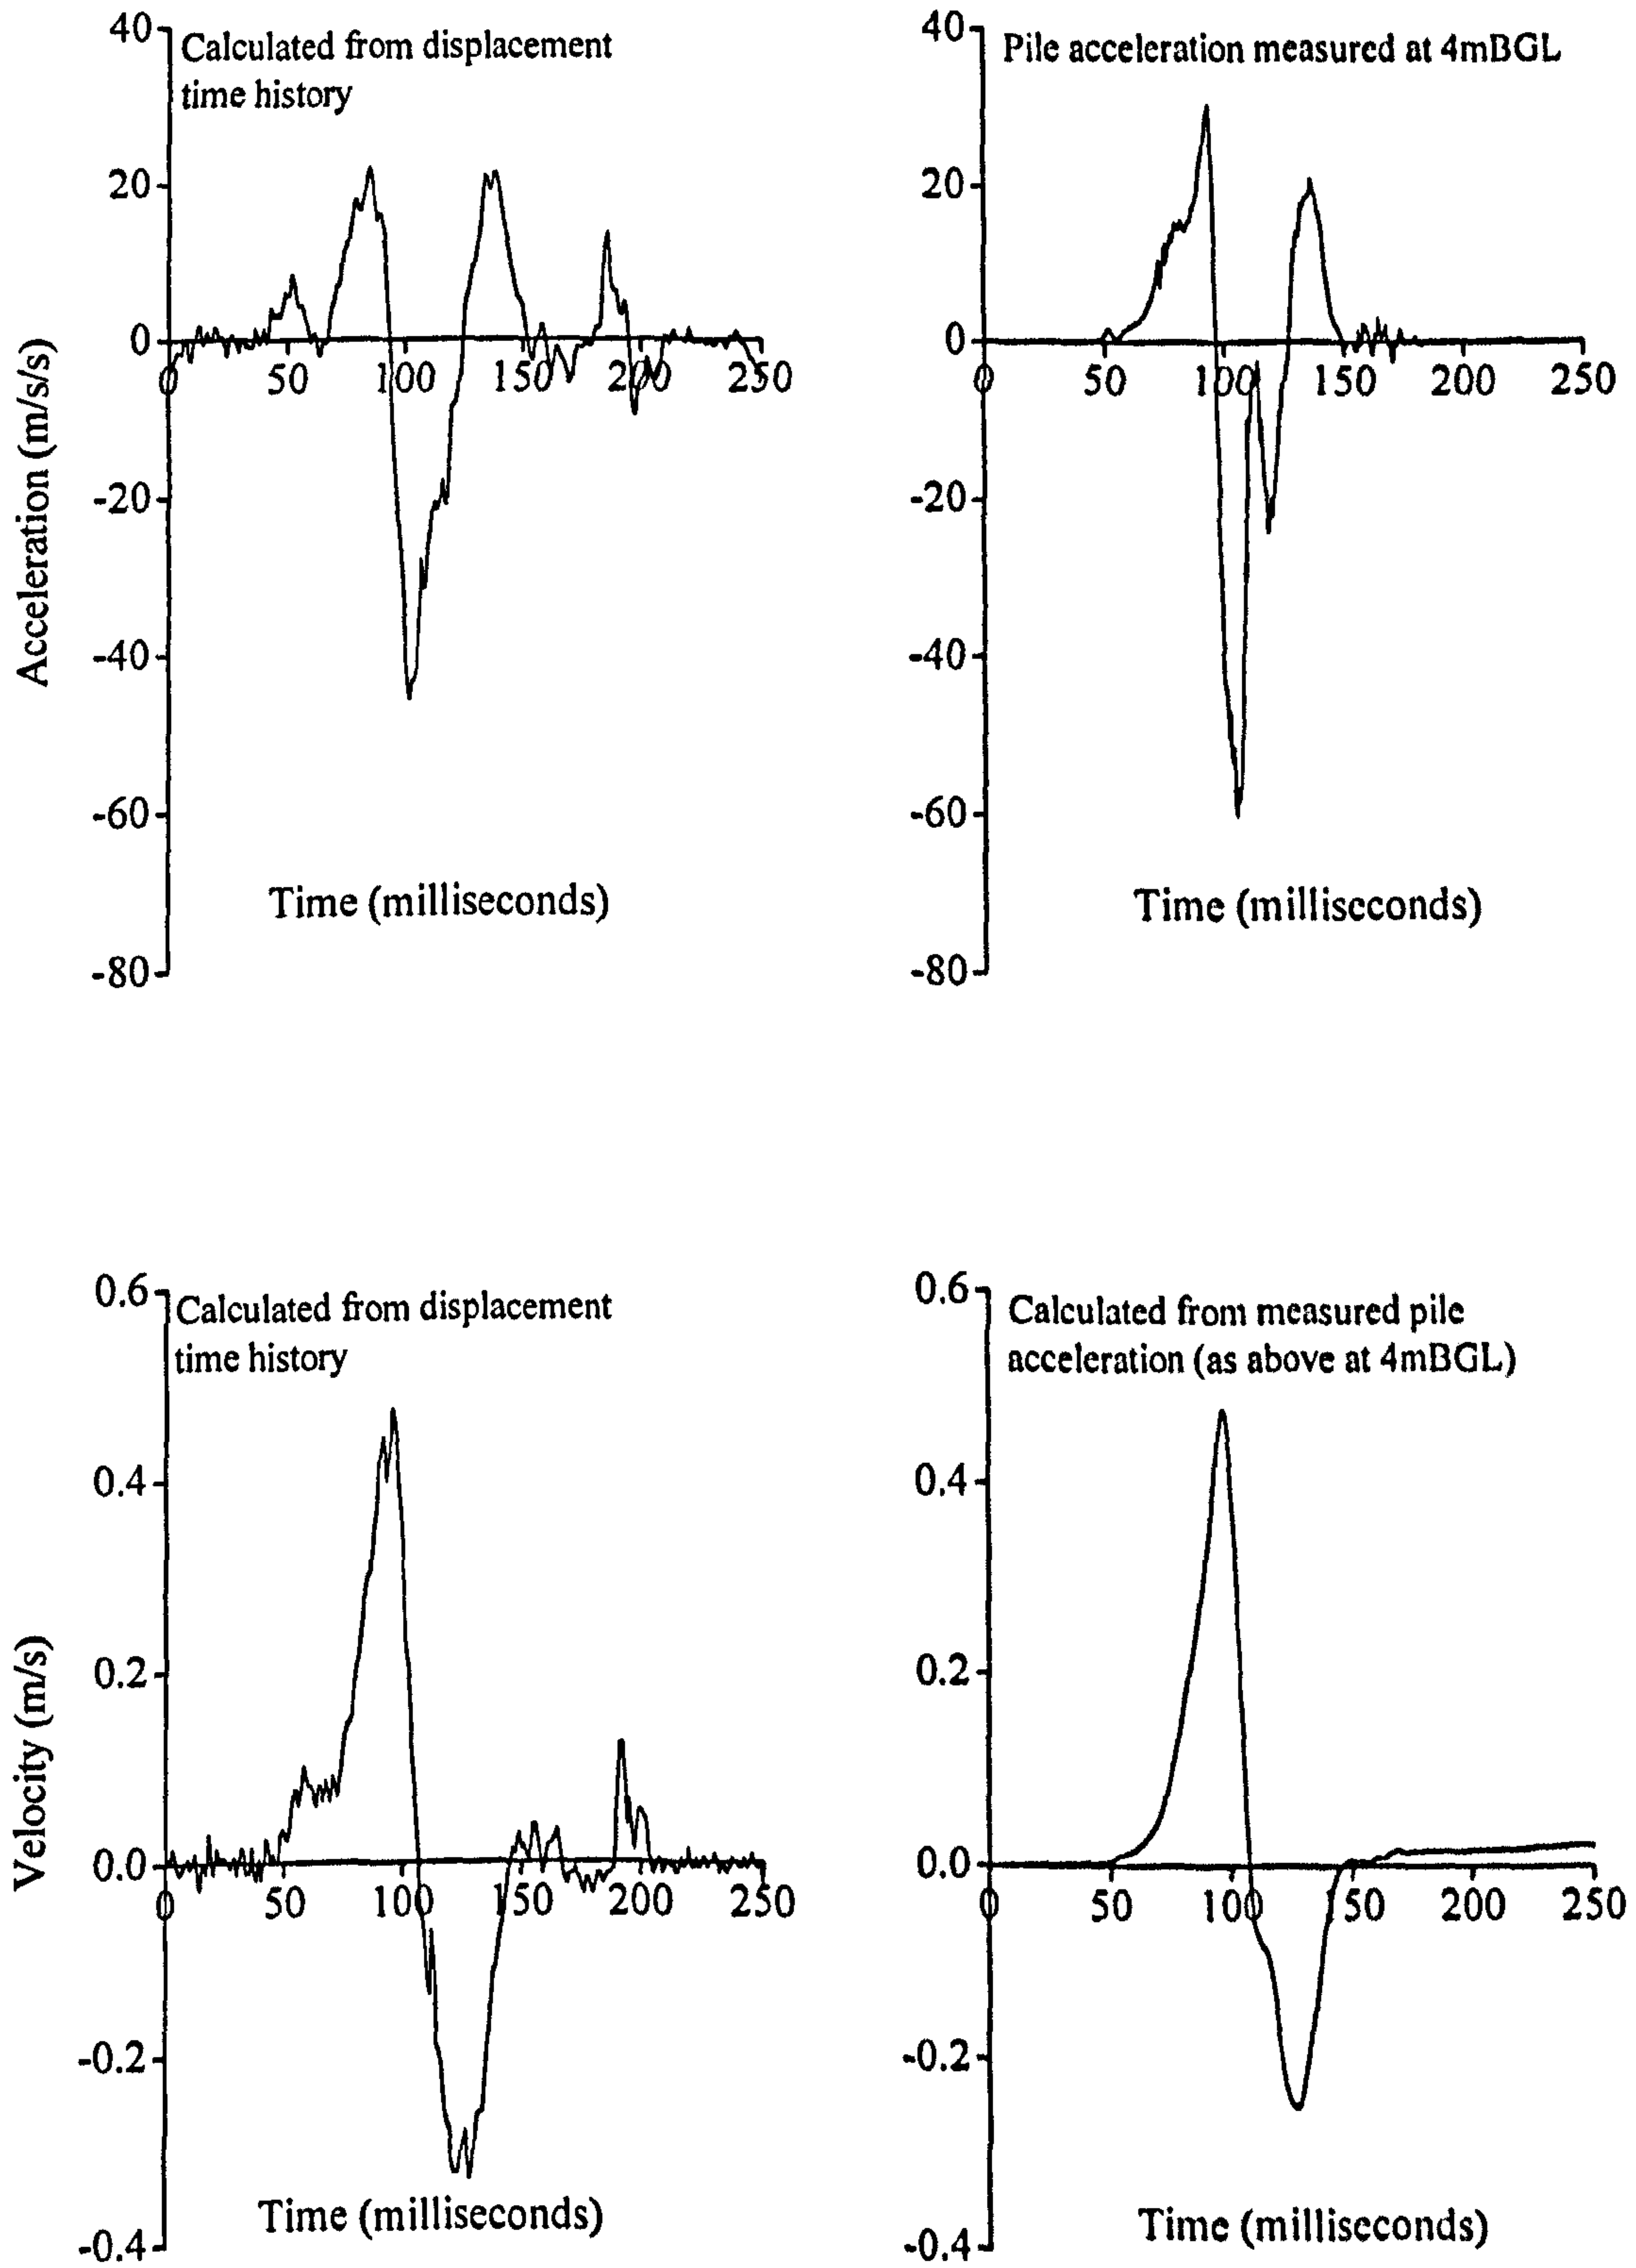 Calculated from displacement
time history
40
20
0
-20
-40
-60
-80
0 50 100 150 200 250
Acceleration (m/s/s)
Time (milliseconds)
Pile acceleration measured at 4mBGL
40
20
0
-20
-40
-60
-80
0 50 100 150 200 250
Time (milliseconds)
Calculated from displacement
time history
0.6
0.4
0.2
0.0
-0.2
-0.4
0 50 100 150 200 250
Velocity (m/s)
Time (milliseconds)
Calculated from measured pile
acceleration (as above at 4mBGL)
0.6
0.4
0.2
0.0
-0.2
-0.4
0 50 100 150 200 250
Time (milliseconds)